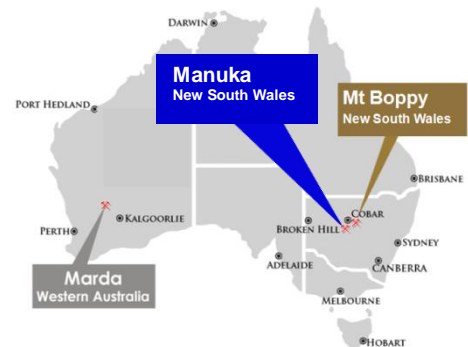 DARWIN
Manuka
New South Wales
Mt Boppy
New South Wales
PORT HEDLAND
BRISBANE
COBAR
KALGOORLIE
BROKEN HILL
PERTH
SYDNEY
ADELAIDE
CANBERRA
Marda
Western Australia
MELBOURNE
HOBART